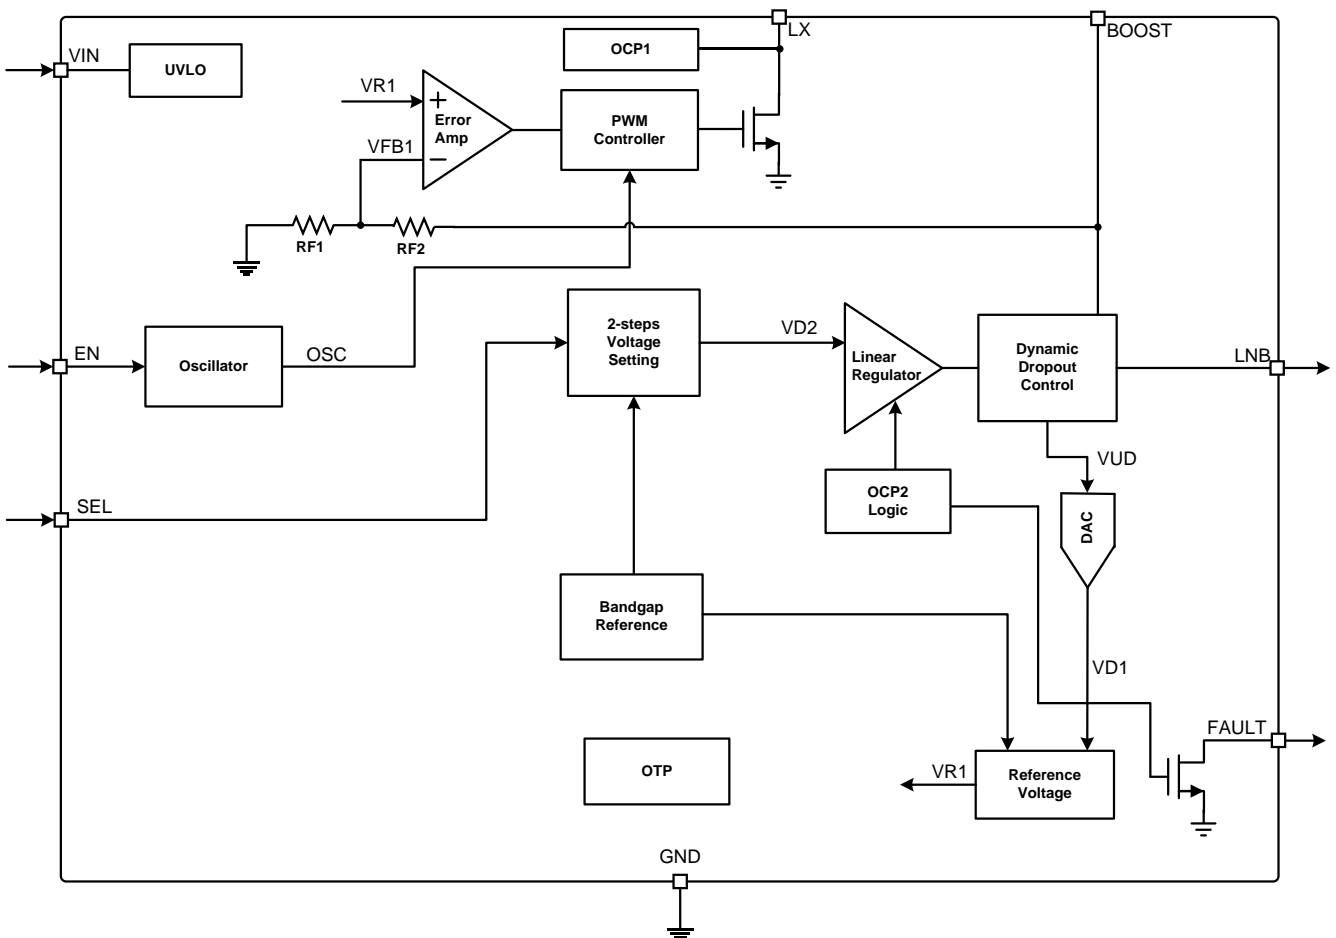 LX
BOOST
VIN
UVLO
OCP1
VR1
+
Error
Amp
PWM
Controller
VFB1
−
RF1
RF2
2-steps
Voltage
Setting
VD2
Linear
Regulator
Dynamic
Dropout
Control
LNB
EN
Oscillator
OSC
VUD
SEL
OCP2
Logic
DAC
Bandgap
Reference
VD1
FAULT
OTP
VR1
Reference
Voltage
GND